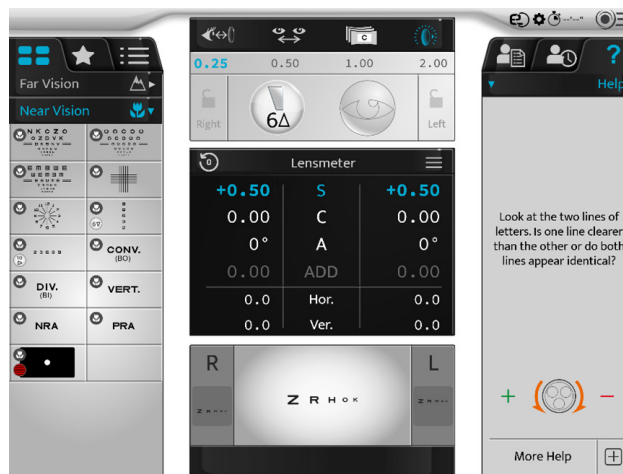 Far Vision
Near Vision
N K C Z O
O Z D V K
CONV.
(BO)
DIV.
(BI)
VERT.
NRA
PRA
C
0.25 0.50 1.00 2.00
Right
6Δ
Left
0
Lensmeter
+0.50 S +0.50
0.00 C 0.00
0° A 0°
0.00 ADD 0.00
0.0 Hor. 0.0
0.0 Ver. 0.0
R L
Z R H O K
?
Help
Look at the two lines of
letters. Is one line clearer
than the other or do both
lines appear identical?
+ −
More Help +